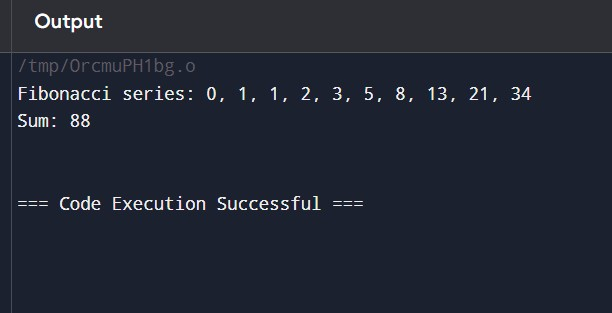 Output
/tmp/OrcmuPH1bg.o
Fibonacci series: 0, 1, 1, 2, 3, 5, 8, 13, 21, 34
Sum: 88
=== Code Execution Successful ===